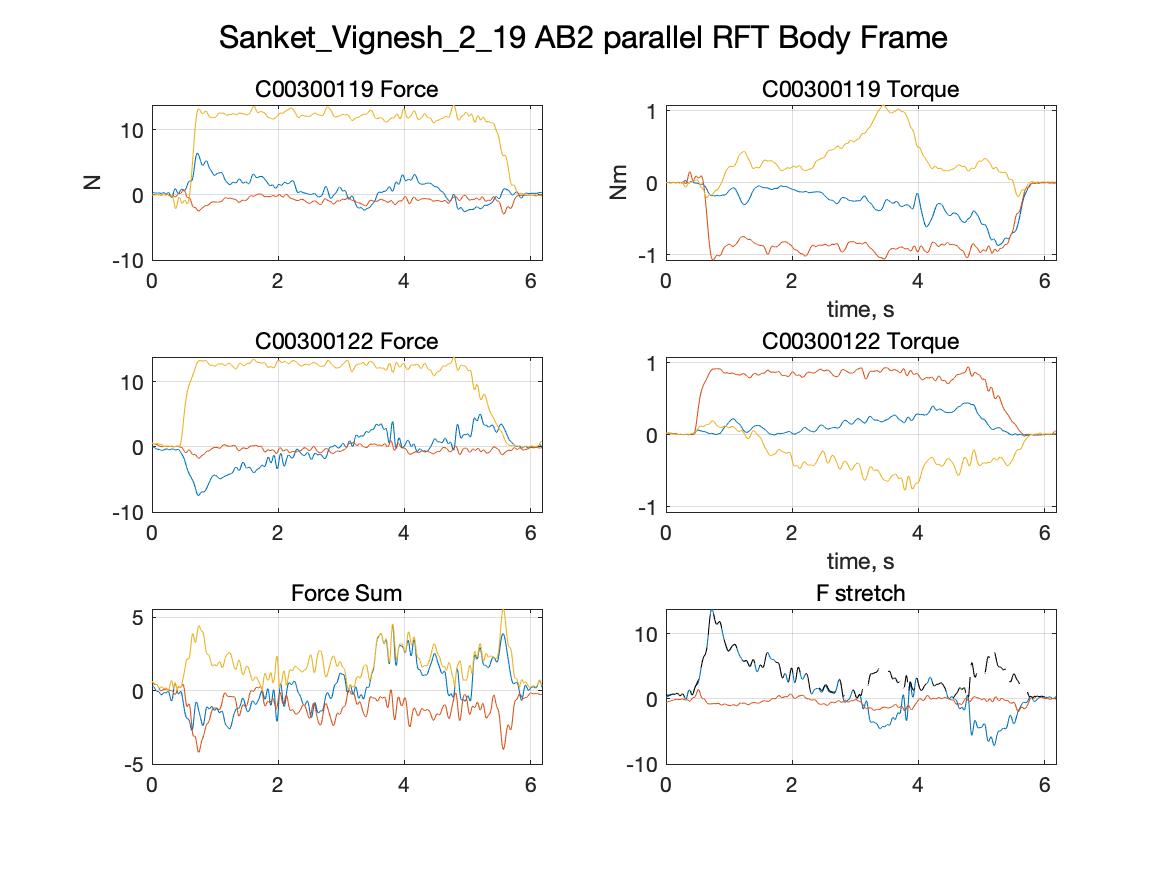 Sanket_Vignesh_2_19 AB2 parallel RFT Body Frame
C00300119 Force
C00300119 Torque
10
0
-10
N
0 2 4 6
1
0
-1
Nm
0 2 4 6
time, s
C00300122 Force
C00300122 Torque
10
0
-10
0 2 4 6
1
0
-1
0 2 4 6
time, s
Force Sum
F stretch
5
0
-5
0 2 4 6
10
0
-10
0 2 4 6